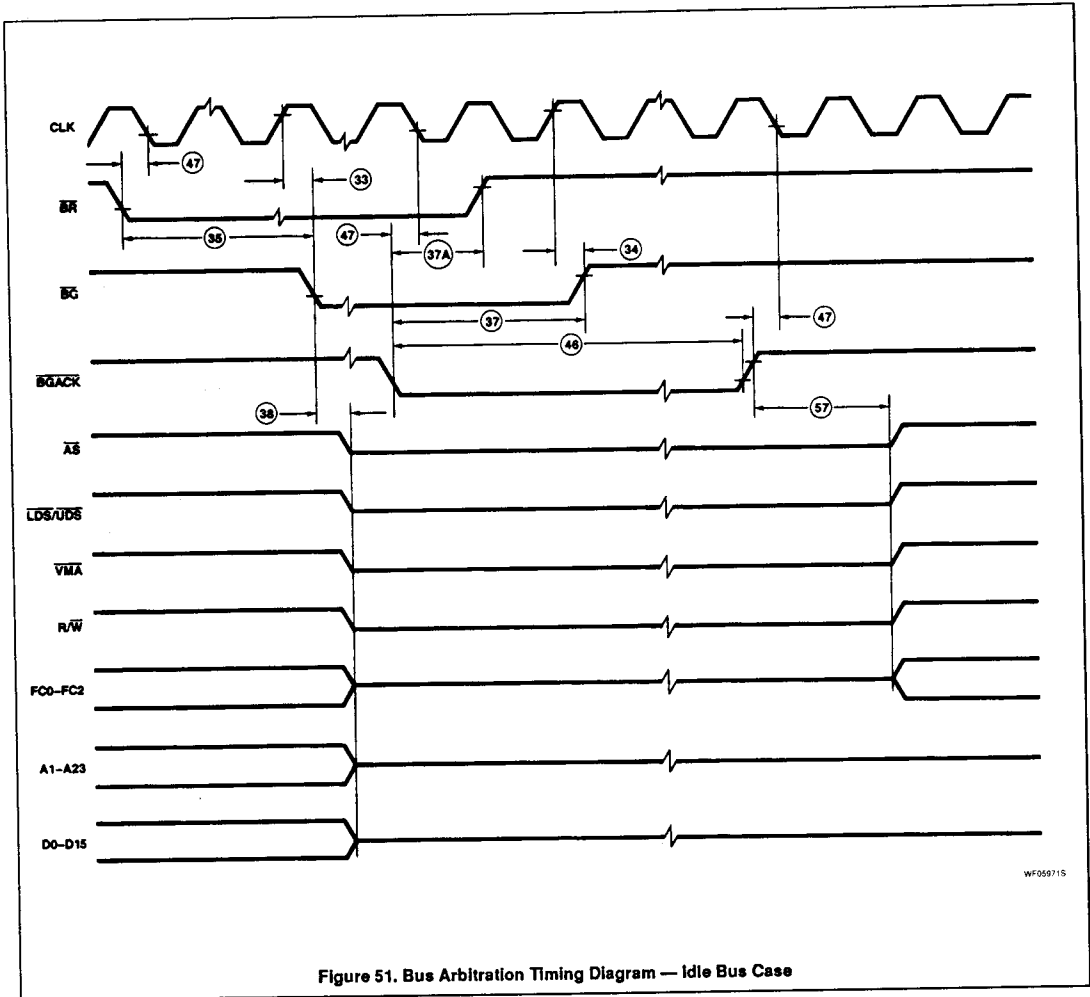 CLK
47
33
BR
35
47
37A
34
BG
37
47
46
BGACK
38
57
AS
LDS/UDS
VMA
R/W
FC0–FC2
A1–A23
D0–D15
WF05971S
Figure 51. Bus Arbitration Timing Diagram — Idle Bus Case